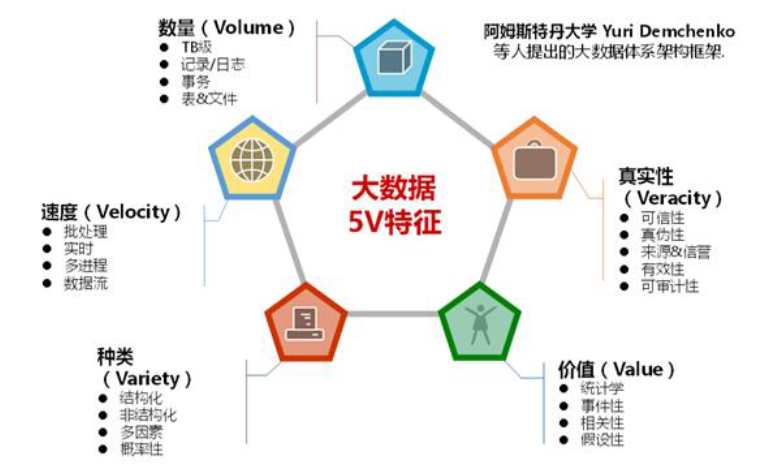 数量（Volume）
● TB级
● 记录/日志
● 事务
● 表&文件
阿姆斯特丹大学 Yuri Demchenko
等人提出的大数据体系架构框架.
大数据
5V特征
速度（Velocity）
● 批处理
● 实时
● 多进程
● 数据流
真实性
（Veracity）
● 可信性
● 真伪性
● 来源&信营
● 有效性
● 可审计性
种类
（Variety）
● 结构化
● 非结构化
● 多因素
● 概率性
价值（Value）
● 统计学
● 事件性
● 相关性
● 假设性